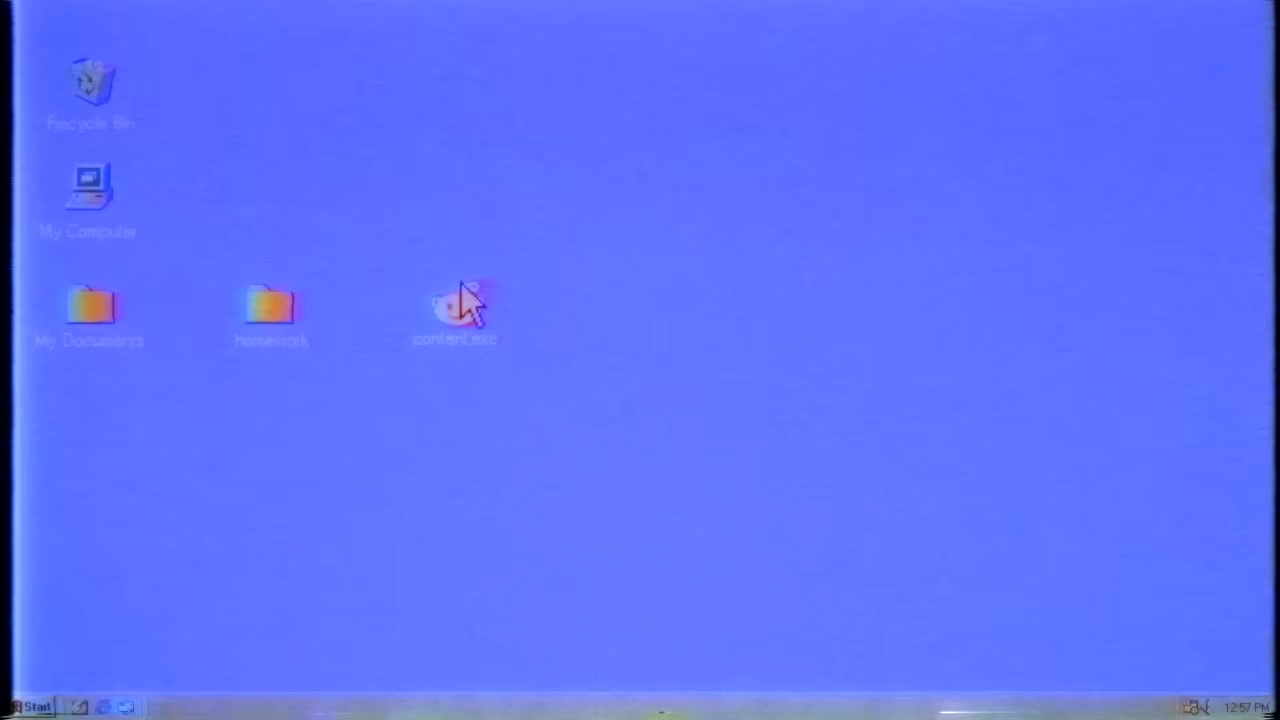 Recycle Bin
My Computer
My Documents
homework
content.exe
Start
12:57 PM